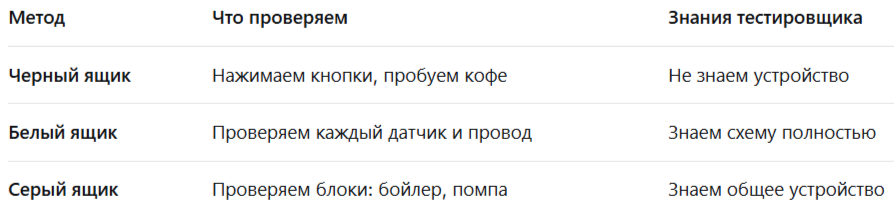 Метод Что проверяем Знания тестировщика
Черный ящик Нажимаем кнопки, пробуем кофе Не знаем устройство
Белый ящик Проверяем каждый датчик и провод Знаем схему полностью
Серый ящик Проверяем блоки: бойлер, помпа Знаем общее устройство